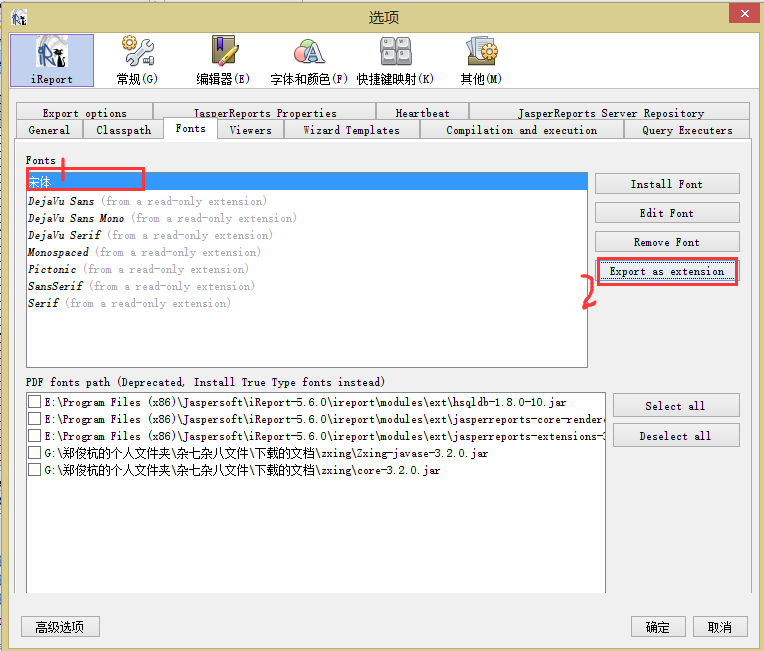 选项
iReport
常规(G)
编辑器(E)
字体和颜色(F)
快捷键映射(K)
其他(M)
Export options
JasperReports Properties
Heartbeat
JasperReports Server Repository
General
Classpath
Fonts
Viewers
Wizard Templates
Compilation and execution
Query Executers
Fonts
1
宋体
DejaVu Sans (from a read-only extension)
DejaVu Sans Mono (from a read-only extension)
DejaVu Serif (from a read-only extension)
Monospaced (from a read-only extension)
Pictonic (from a read-only extension)
SansSerif (from a read-only extension)
Serif (from a read-only extension)
Install Font
Edit Font
Remove Font
2
Export as extension
PDF fonts path (Deprecated, Install True Type fonts instead)
E:\Program Files (x86)\Jaspersoft\iReport-5.6.0\ireport\modules\ext\hsqldb-1.8.0-10.jar
E:\Program Files (x86)\Jaspersoft\iReport-5.6.0\ireport\modules\ext\jasperreports-core-rendere
E:\Program Files (x86)\Jaspersoft\iReport-5.6.0\ireport\modules\ext\jasperreports-extensions-3
G:\郑俊杭的个人文件夹\杂七杂八文件\下载的文档\zxing\Zxing-javase-3.2.0.jar
G:\郑俊杭的个人文件夹\杂七杂八文件\下载的文档\zxing\core-3.2.0.jar
Select all
Deselect all
高级选项
确定
取消